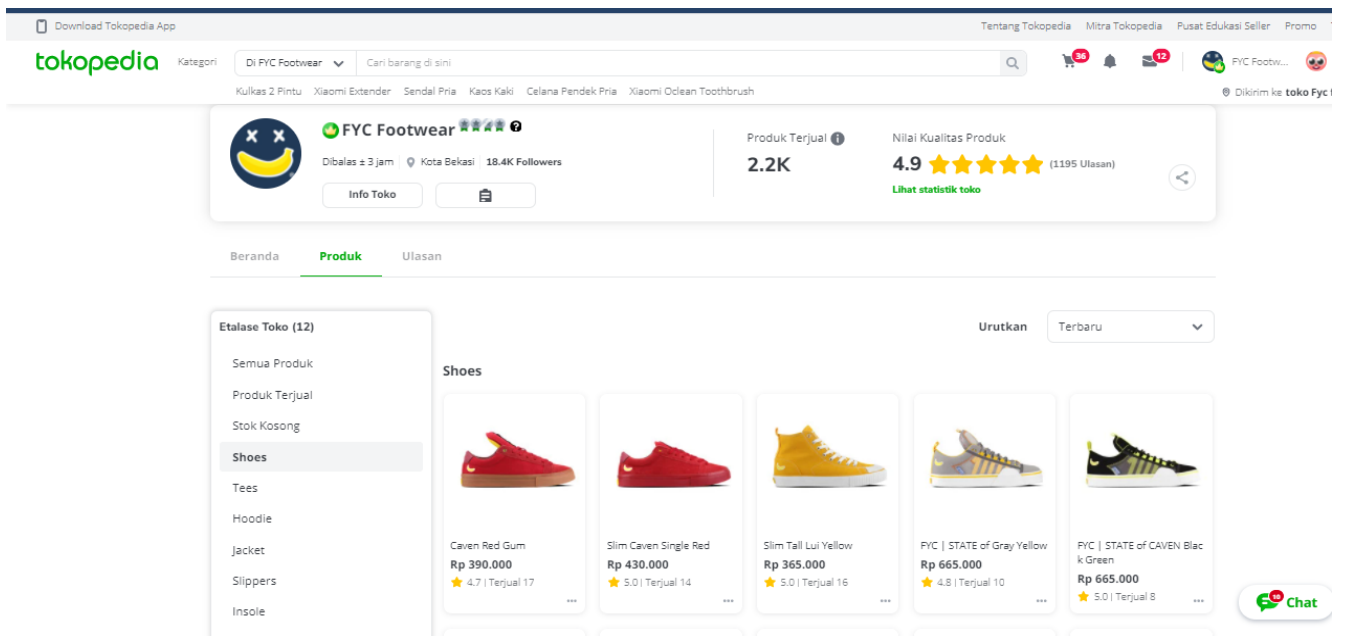 Download Tokopedia App
Tentang Tokopedia Mitra Tokopedia Pusat Edukasi Seller Promo
tokopedia Kategori Di FYC Footwear Cari barang di sini 36 12 FYC Footw...
Kulkas 2 Pintu Xiaomi Extender Sendal Pria Kaos Kaki Celana Pendek Pria Xiaomi Oclean Toothbrush
Dikirim ke toko Fyc
FYC Footwear
Dibalas ± 3 jam Kota Bekasi 18.4K Followers
Info Toko
Produk Terjual
2.2K
Nilai Kualitas Produk
4.9 (1195 Ulasan)
Lihat statistik toko
Beranda Produk Ulasan
Etalase Toko (12)
Semua Produk
Produk Terjual
Stok Kosong
Shoes
Tees
Hoodie
Jacket
Slippers
Insole
Urutkan Terbaru
Shoes
Caven Red Gum
Rp 390.000
4.7 | Terjual 17
Slim Caven Single Red
Rp 430.000
5.0 | Terjual 14
Slim Tall Lui Yellow
Rp 365.000
5.0 | Terjual 16
FYC | STATE of Gray Yellow
Rp 665.000
4.8 | Terjual 10
FYC | STATE of CAVEN Blac
k Green
Rp 665.000
5.0 | Terjual 8
Chat